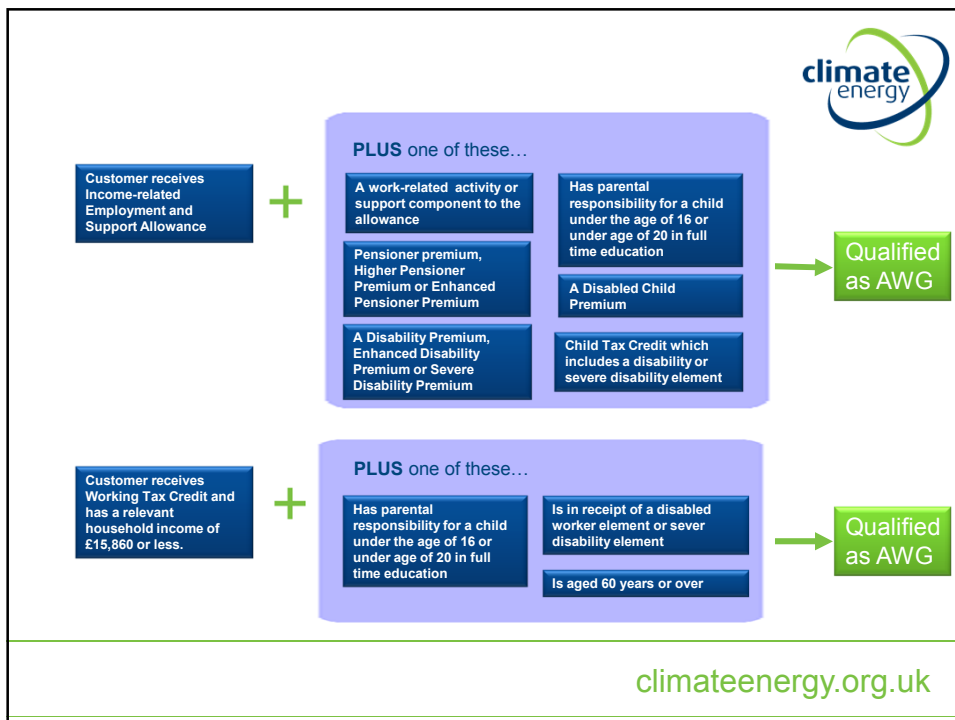 climate
energy
PLUS one of these…
Customer receives
Income-related
Employment and
Support Allowance
+
A work-related activity or
support component to the
allowance
Pensioner premium,
Higher Pensioner
Premium or Enhanced
Pensioner Premium
A Disability Premium,
Enhanced Disability
Premium or Severe
Disability Premium
Has parental
responsibility for a child
under the age of 16 or
under age of 20 in full
time education
A Disabled Child
Premium
Child Tax Credit which
includes a disability or
severe disability element
Qualified
as AWG
PLUS one of these…
Customer receives
Working Tax Credit and
has a relevant
household income of
£15,860 or less.
+
Has parental
responsibility for a child
under the age of 16 or
under age of 20 in full
time education
Is in receipt of a disabled
worker element or sever
disability element
Is aged 60 years or over
Qualified
as AWG
climateenergy.org.uk